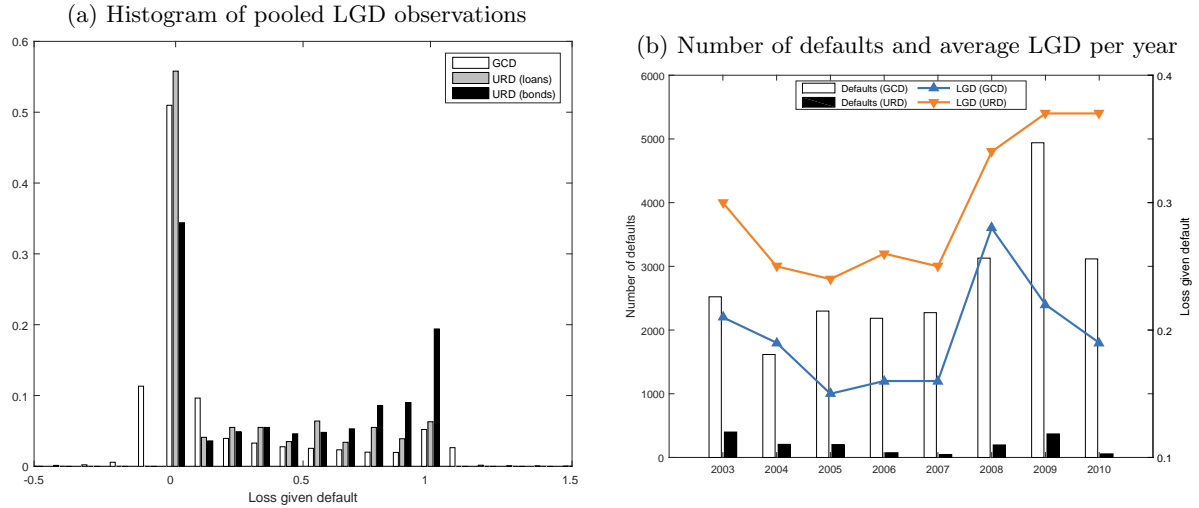 (a) Histogram of pooled LGD observations
0.6
0.5
0.4
0.3
0.2
0.1
0
-0.5
0
0.5
1
1.5
Loss given default
GCD
URD (loans)
URD (bonds)
(b) Number of defaults and average LGD per year
6000
5000
4000
3000
2000
1000
0
Number of defaults
Defaults (GCD)
Defaults (URD)
LGD (GCD)
LGD (URD)
2003
2004
2005
2006
2007
2008
2009
2010
0.4
0.3
0.2
0.1
Loss given default